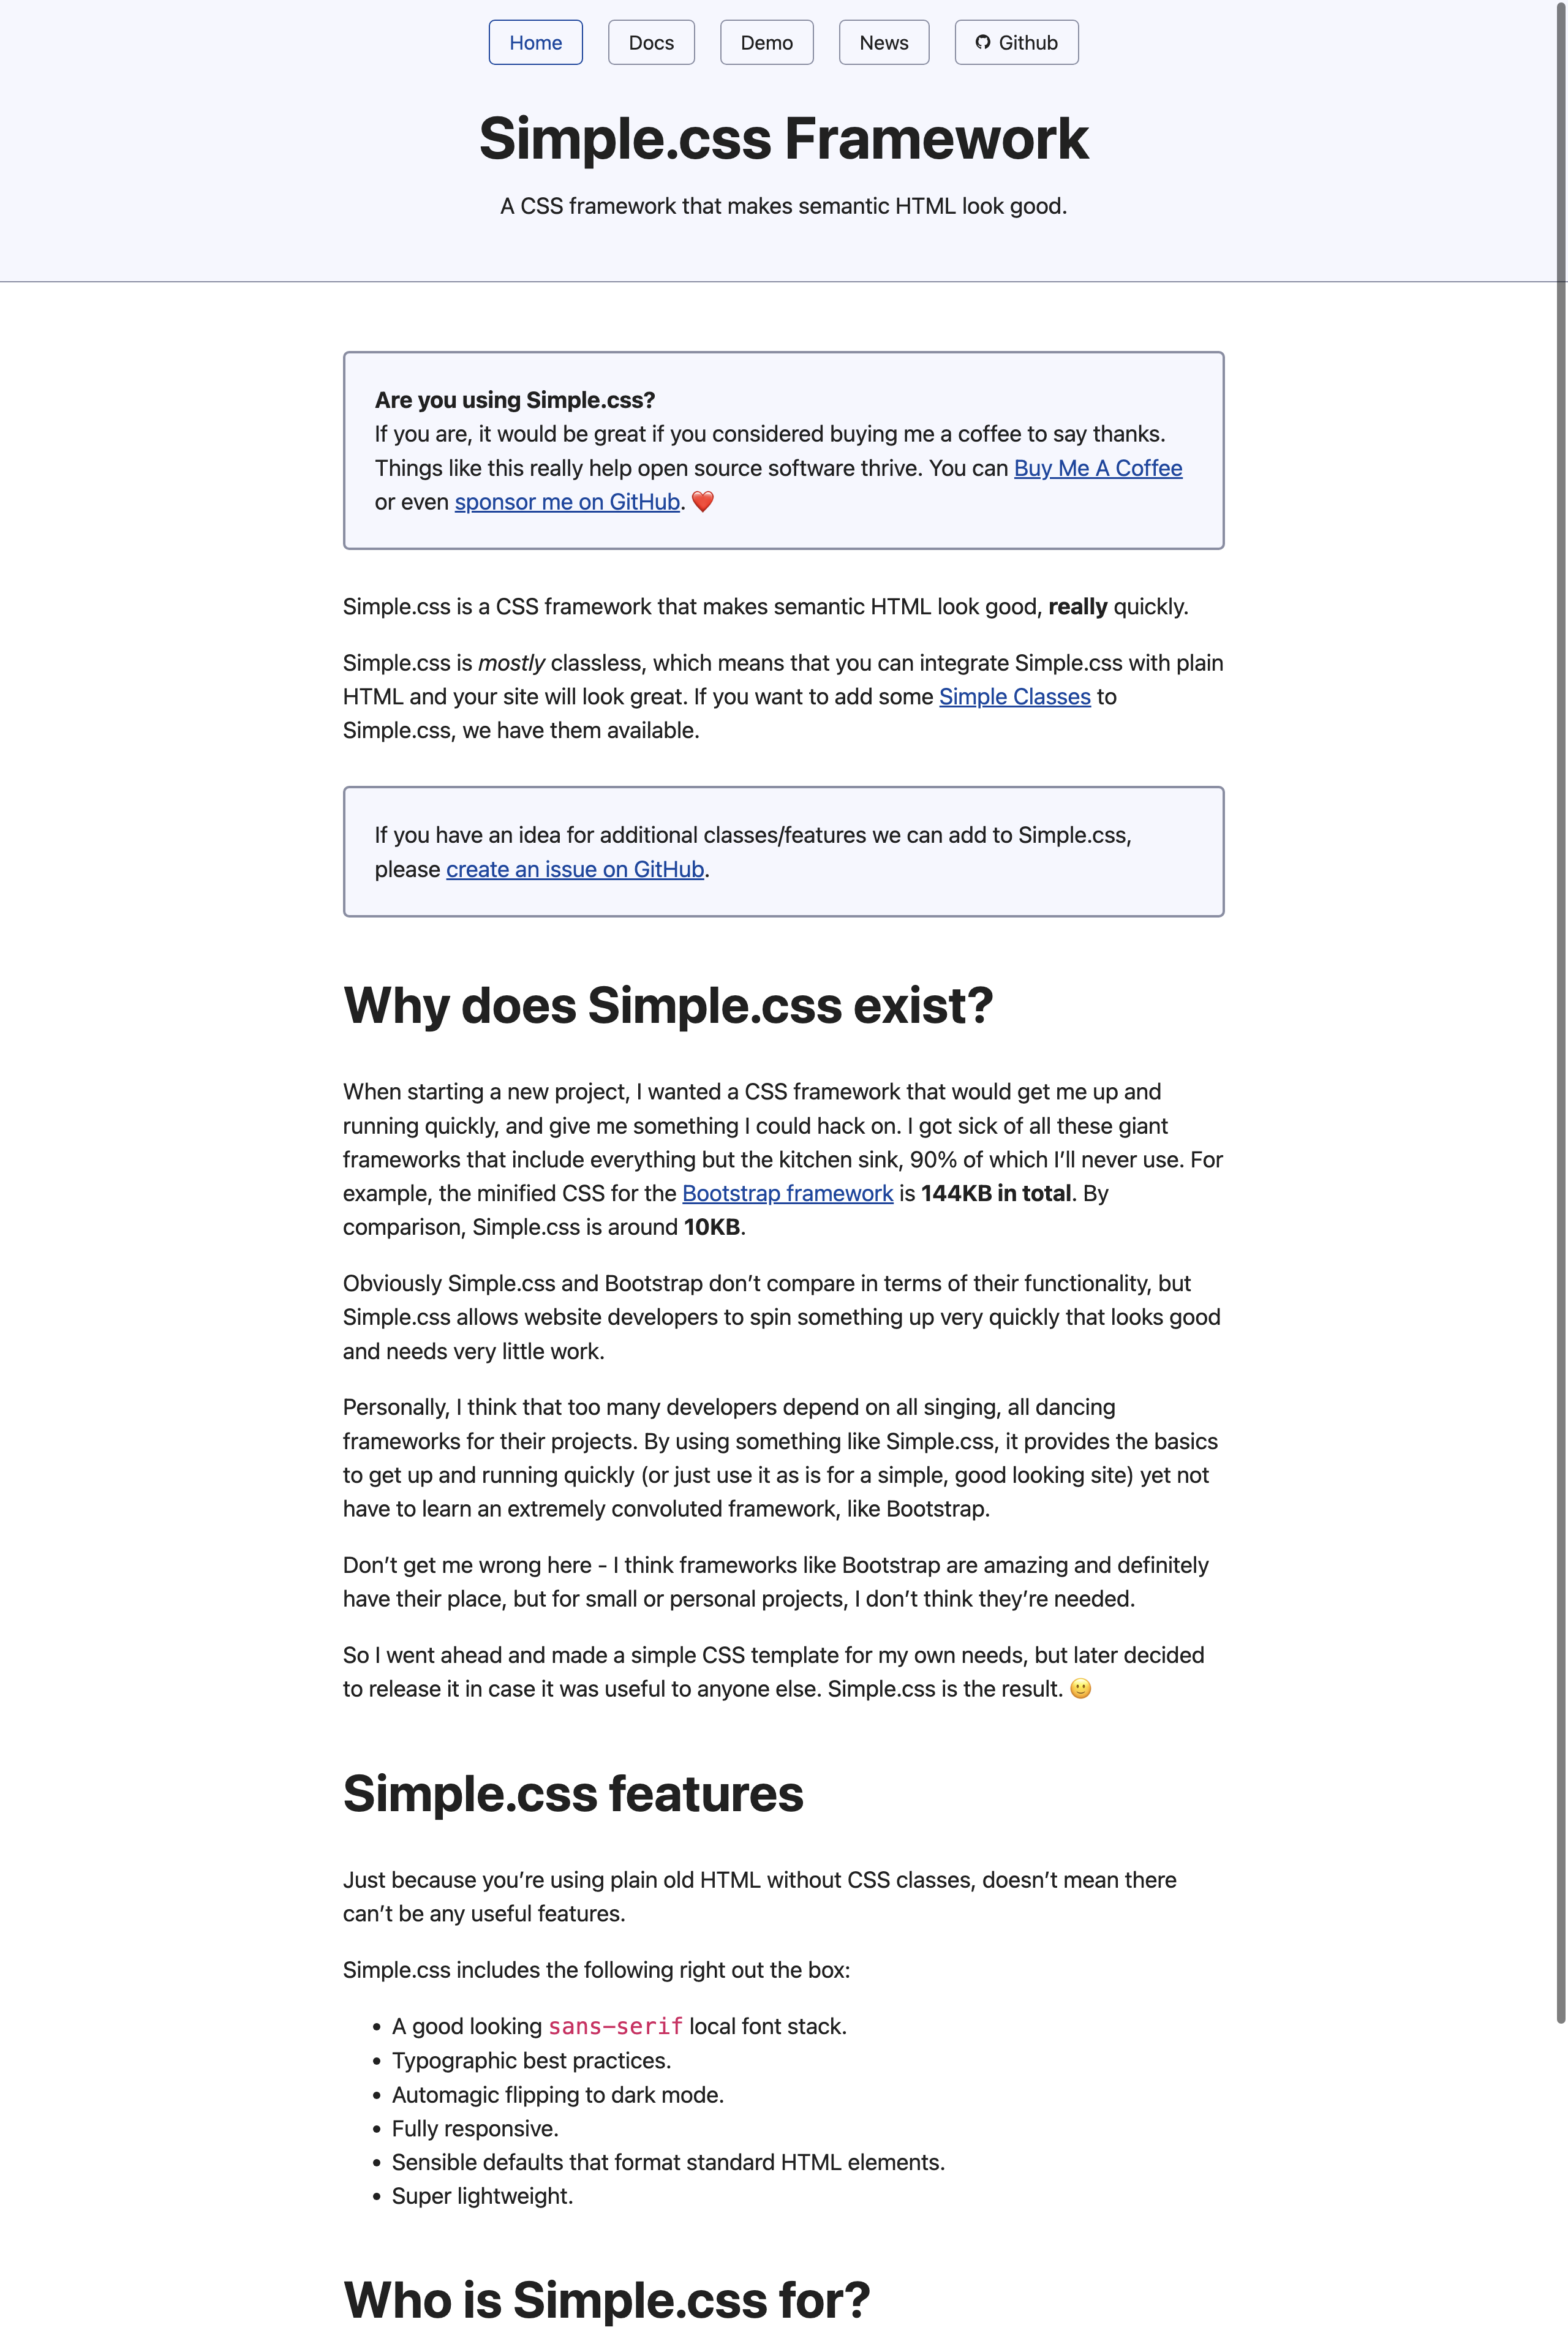 Home
Docs
Demo
News
Github
Simple.css Framework
A CSS framework that makes semantic HTML look good.
Are you using Simple.css?
If you are, it would be great if you considered buying me a coffee to say thanks.
Things like this really help open source software thrive. You can Buy Me A Coffee
or even sponsor me on GitHub. ❤️
Simple.css is a CSS framework that makes semantic HTML look good, really quickly.
Simple.css is mostly classless, which means that you can integrate Simple.css with plain
HTML and your site will look great. If you want to add some Simple Classes to
Simple.css, we have them available.
If you have an idea for additional classes/features we can add to Simple.css,
please create an issue on GitHub.
Why does Simple.css exist?
When starting a new project, I wanted a CSS framework that would get me up and
running quickly, and give me something I could hack on. I got sick of all these giant
frameworks that include everything but the kitchen sink, 90% of which I’ll never use. For
example, the minified CSS for the Bootstrap framework is 144KB in total. By
comparison, Simple.css is around 10KB.
Obviously Simple.css and Bootstrap don’t compare in terms of their functionality, but
Simple.css allows website developers to spin something up very quickly that looks good
and needs very little work.
Personally, I think that too many developers depend on all singing, all dancing
frameworks for their projects. By using something like Simple.css, it provides the basics
to get up and running quickly (or just use it as is for a simple, good looking site) yet not
have to learn an extremely convoluted framework, like Bootstrap.
Don’t get me wrong here - I think frameworks like Bootstrap are amazing and definitely
have their place, but for small or personal projects, I don’t think they’re needed.
So I went ahead and made a simple CSS template for my own needs, but later decided
to release it in case it was useful to anyone else. Simple.css is the result. 🙂
Simple.css features
Just because you’re using plain old HTML without CSS classes, doesn’t mean there
can’t be any useful features.
Simple.css includes the following right out the box:
• A good looking sans-serif local font stack.
• Typographic best practices.
• Automagic flipping to dark mode.
• Fully responsive.
• Sensible defaults that format standard HTML elements.
• Super lightweight.
Who is Simple.css for?